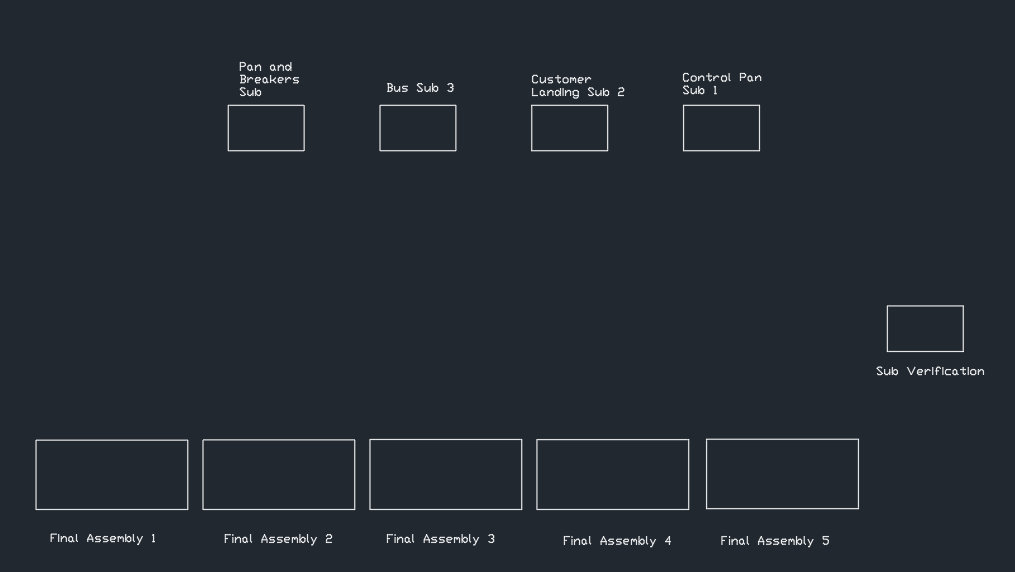 Pan and
Breakers
Sub
Bus Sub 3
Customer
Landing Sub 2
Control Pan
Sub 1
Sub Verification
Final Assembly 1
Final Assembly 2
Final Assembly 3
Final Assembly 4
Final Assembly 5